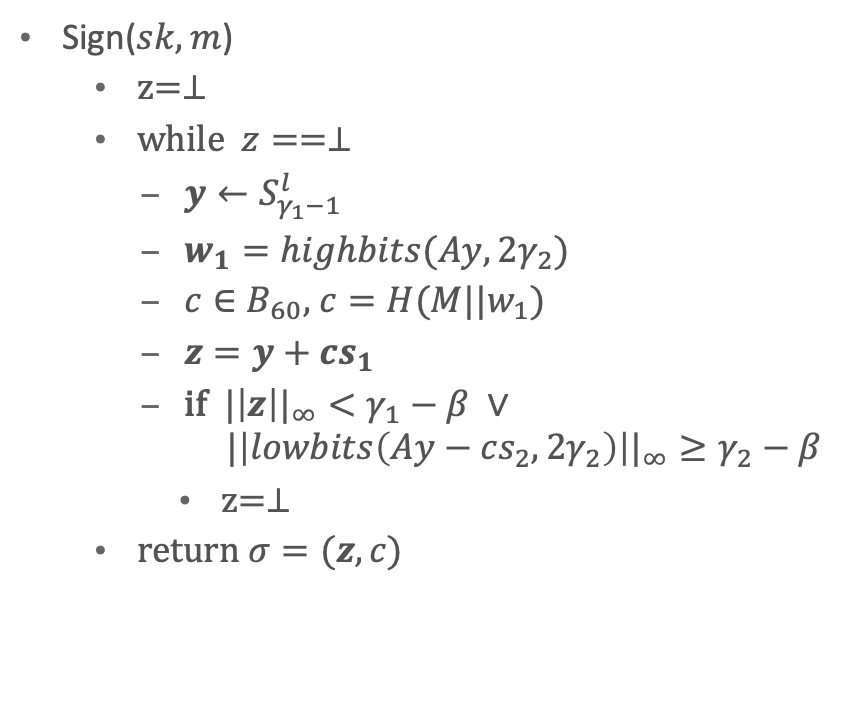 • Sign(sk, m)
• z=⊥
• while z ==⊥
– y ← S^l_{γ₁−1}
– w₁ = highbits(Ay, 2γ₂)
– c ∈ B₆₀, c = H(M||w₁)
– z = y + cs₁
– if ||z||∞ < γ₁ − β ∨
||lowbits(Ay − cs₂, 2γ₂)||∞ ≥ γ₂ − β
• z=⊥
• return σ = (z, c)